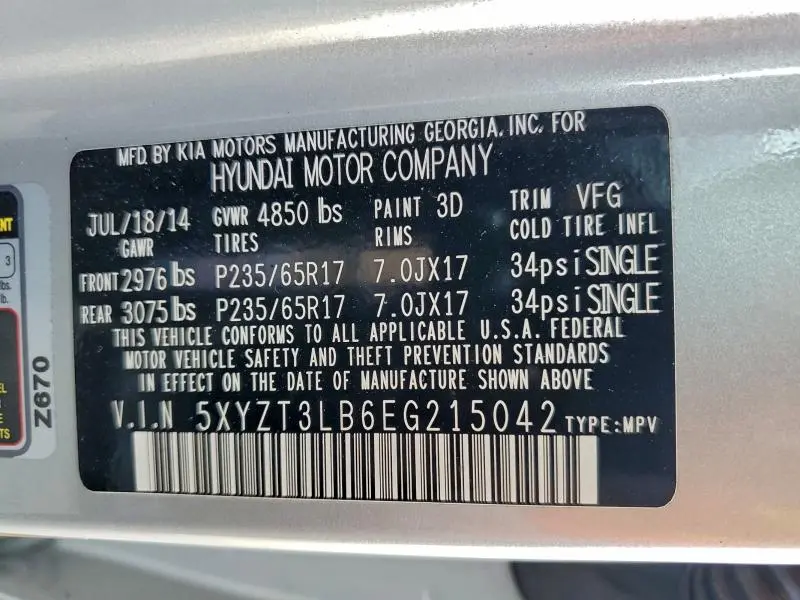 MFD. BY KIA MOTORS MANUFACTURING GEORGIA, INC. FOR
HYUNDAI MOTOR COMPANY
JUL/18/14 GVWR 4850 lbs PAINT 3D TRIM VFG
GAWR TIRES RIMS COLD TIRE INFL
FRONT 2976 lbs P235/65R17 7.0JX17 34psi SINGLE
REAR 3075 lbs P235/65R17 7.0JX17 34psi SINGLE
THIS VEHICLE CONFORMS TO ALL APPLICABLE U.S.A. FEDERAL
MOTOR VEHICLE SAFETY AND THEFT PREVENTION STANDARDS
IN EFFECT ON THE DATE OF MANUFACTURE SHOWN ABOVE.
V.I.N 5XYZT3LB6EG215042 TYPE:MPV
Z670
3
lbs.
lb.